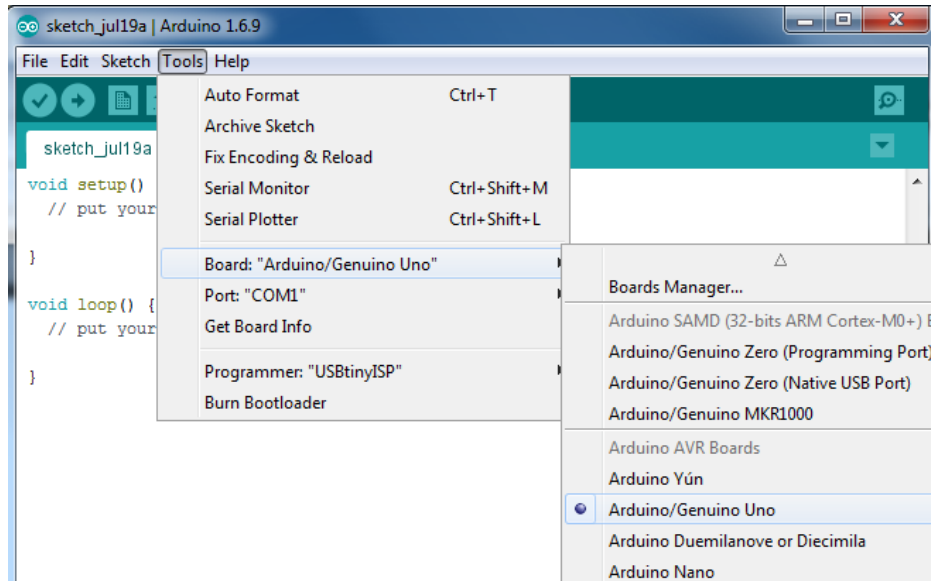 sketch_jul19a | Arduino 1.6.9
File Edit Sketch Tools Help
sketch_jul19a
void setup()
// put your
}
void loop() {
// put your
}
Auto Format Ctrl+T
Archive Sketch
Fix Encoding & Reload
Serial Monitor Ctrl+Shift+M
Serial Plotter Ctrl+Shift+L
Board: "Arduino/Genuino Uno"
Port: "COM1"
Get Board Info
Programmer: "USBtinyISP"
Burn Bootloader
Boards Manager...
Arduino SAMD (32-bits ARM Cortex-M0+)
Arduino/Genuino Zero (Programming Port)
Arduino/Genuino Zero (Native USB Port)
Arduino/Genuino MKR1000
Arduino AVR Boards
Arduino Yún
Arduino/Genuino Uno
Arduino Duemilanove or Diecimila
Arduino Nano